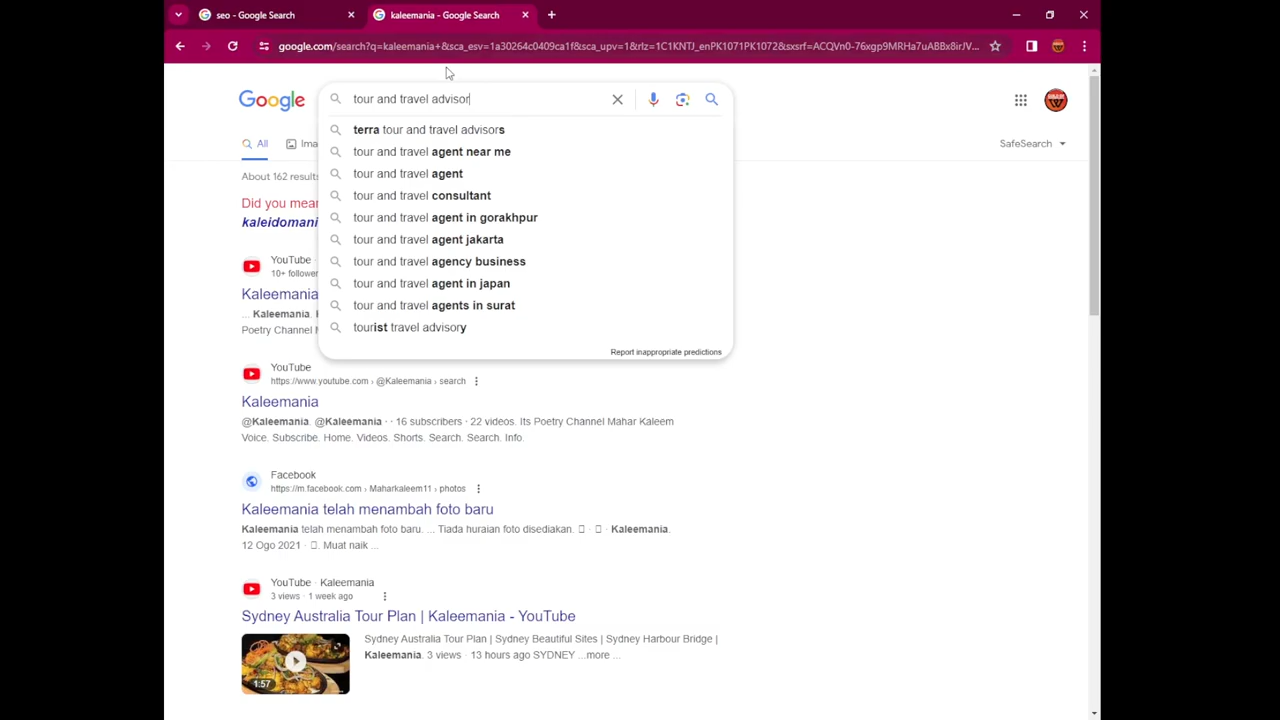 seo - Google Search
kaleemania - Google Search
google.com/search?q=kaleemania+&sca_esv=1a30264c0409ca1f&sca_upv=1&rlz=1C1KNTJ_enPK1071PK1072&sxsrf=ACQVn0-76xgp9MRHa7uABBx8irJV...
Google
tour and travel advisor
All
Ima
SafeSearch
terra tour and travel advisors
tour and travel agent near me
tour and travel agent
tour and travel consultant
tour and travel agent in gorakhpur
tour and travel agent jakarta
tour and travel agency business
tour and travel agent in japan
tour and travel agents in surat
tourist travel advisory
Report inappropriate predictions
About 162 results
Did you mean
kaleidomani
YouTube ·
10+ followe
Kaleemania
... Kaleemania.
Poetry Channel
YouTube
https://www.youtube.com › @Kaleemania › search
Kaleemania
@Kaleemania. @Kaleemania · · 16 subscribers · 22 videos. Its Poetry Channel Mahar Kaleem
Voice. Subscribe. Home. Videos. Shorts. Search. Search. Info.
Facebook
https://m.facebook.com › Maharkaleem11 › photos
Kaleemania telah menambah foto baru
Kaleemania telah menambah foto baru. ... Tiada huraian foto disediakan. · · Kaleemania.
12 Ogo 2021 · . Muat naik ...
YouTube · Kaleemania
3 views · 1 week ago
Sydney Australia Tour Plan | Kaleemania - YouTube
Sydney Australia Tour Plan | Sydney Beautiful Sites | Sydney Harbour Bridge |
Kaleemania. 3 views · 13 hours ago SYDNEY ...more ...
1:57